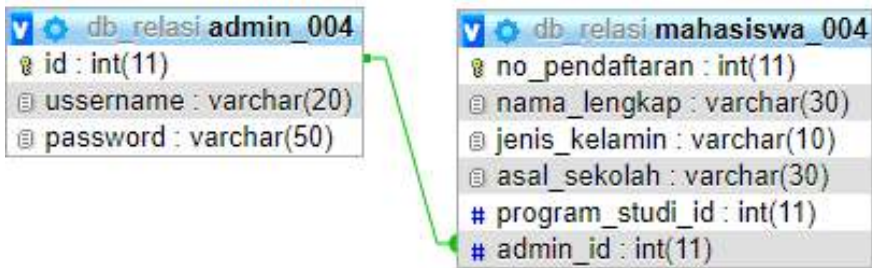 db_relasi admin_004
id : int(11)
ussername : varchar(20)
password : varchar(50)
db_relasi mahasiswa_004
no_pendaftaran : int(11)
nama_lengkap : varchar(30)
jenis_kelamin : varchar(10)
asal_sekolah : varchar(30)
# program_studi_id : int(11)
# admin_id : int(11)